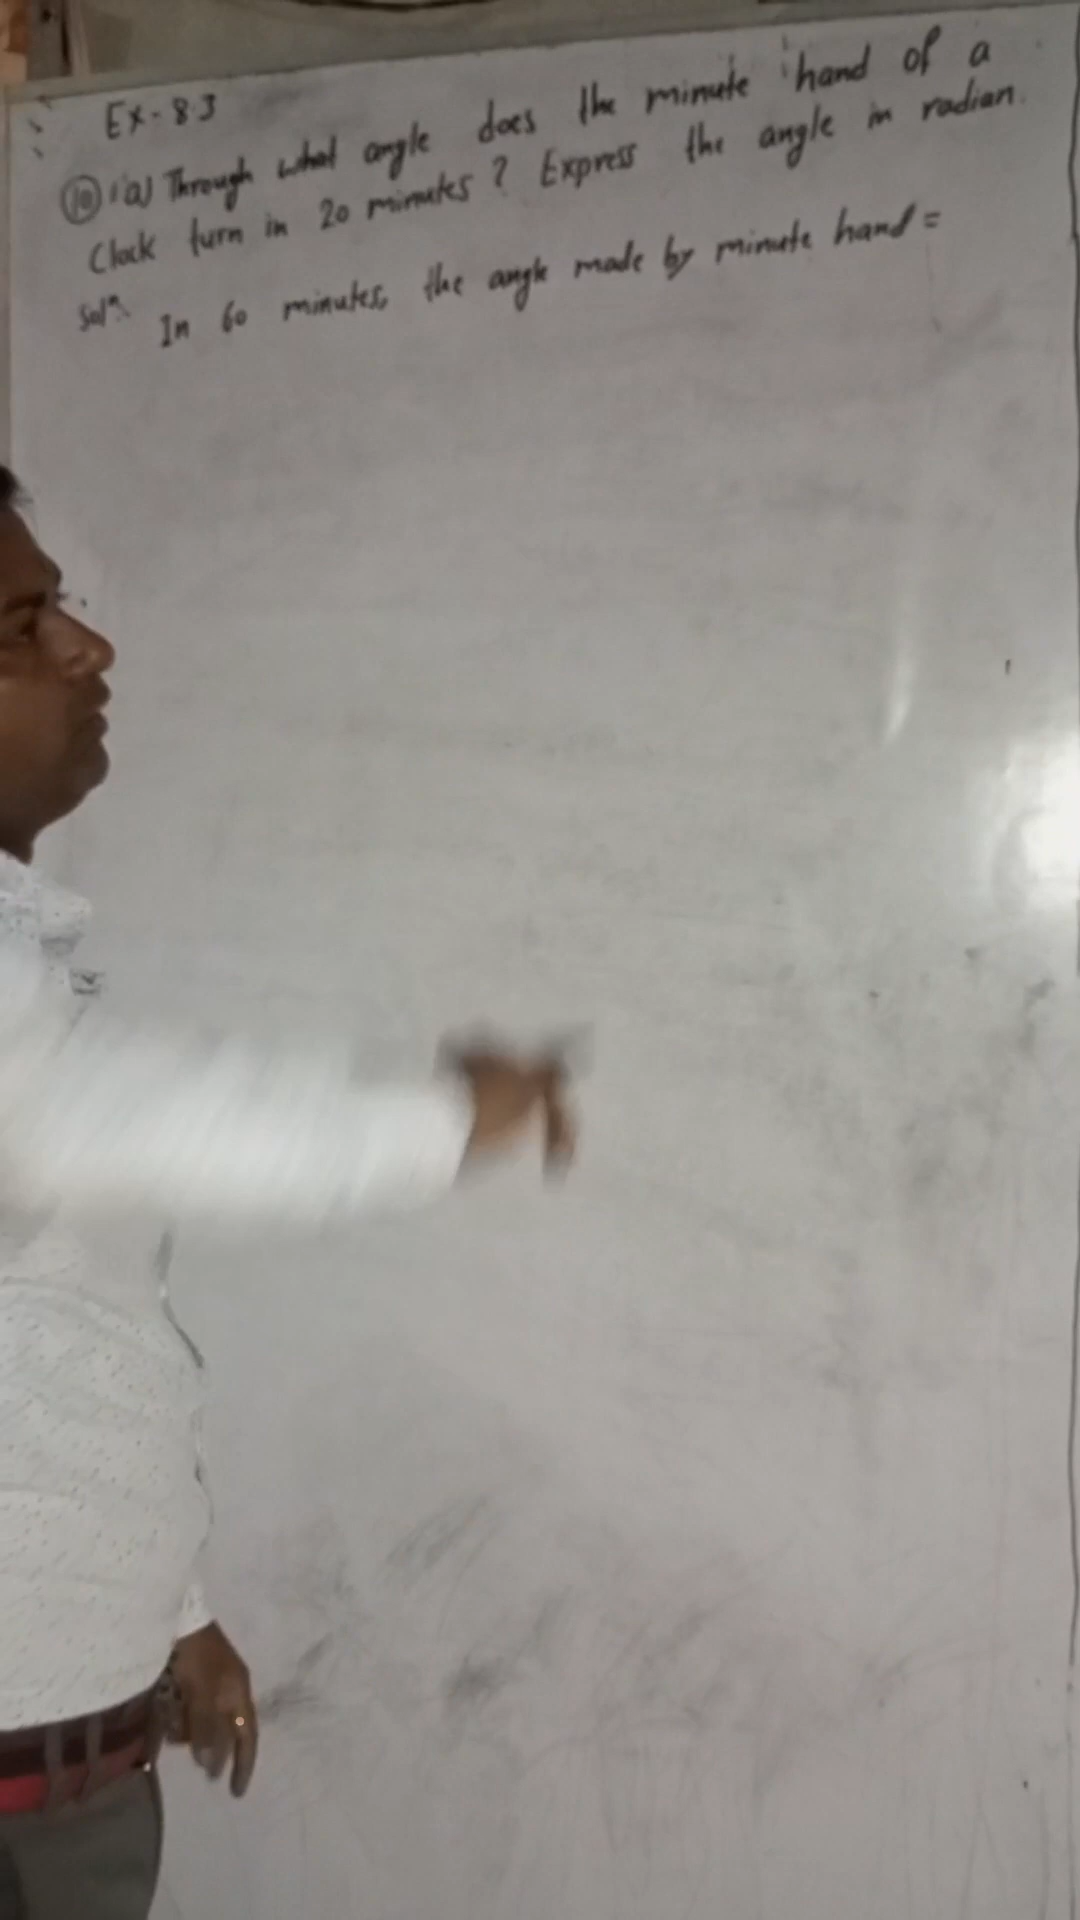 Ex-8.3
(10) (a) Through what angle does the minute hand of a
Clock turn in 20 minutes? Express the angle in radian.
Solⁿ: In 60 minutes, the angle made by minute hand =